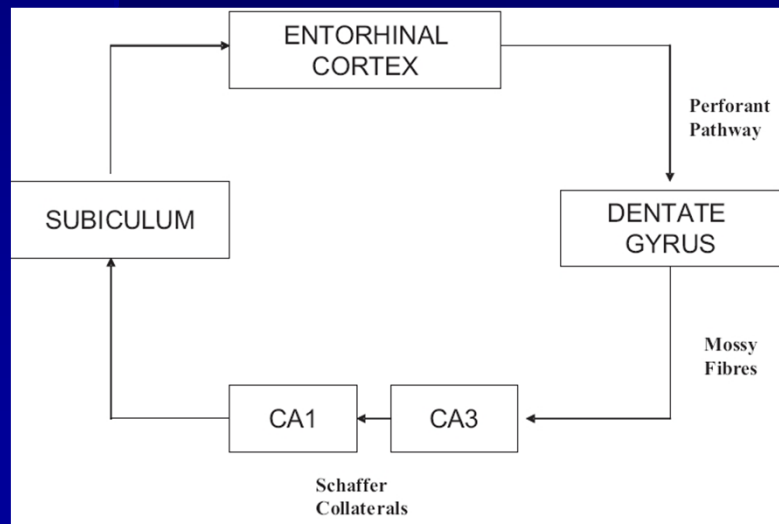 ENTORHINAL
CORTEX
Perforant
Pathway
SUBICULUM
DENTATE
GYRUS
Mossy
Fibres
CA1
CA3
Schaffer
Collaterals